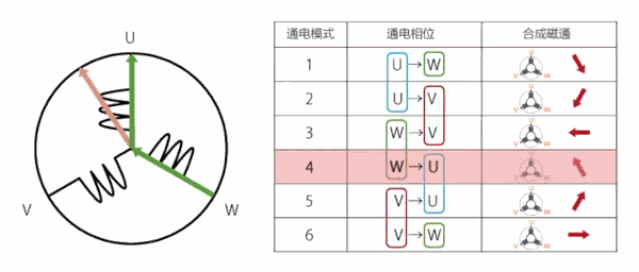 U
V
W
通电模式 通电相位 合成磁通
1 U→W U V W
2 U→V U V W
3 W→V U V W
4 W→U U V W
5 V→U U V W
6 V→W U V W